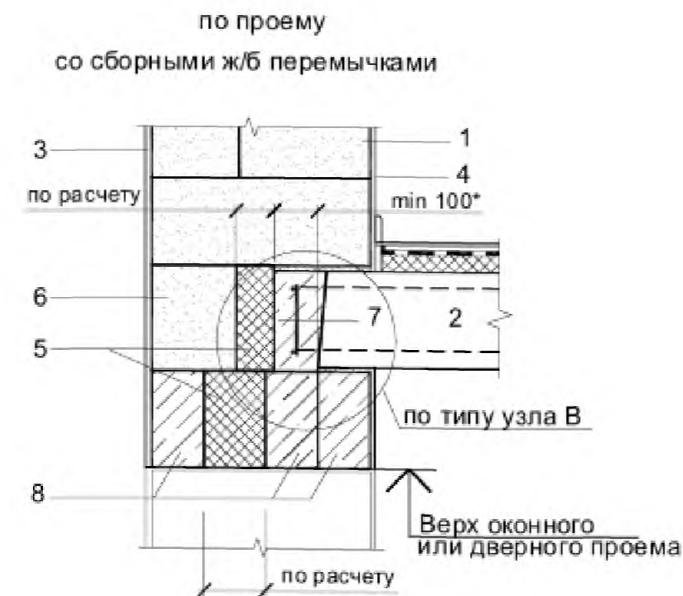 по проему
со сборными ж/б перемычками
1
3
4
по расчету
min 100*
6
7
2
5
по типу узла В
8
Верх оконного
или дверного проема
по расчету